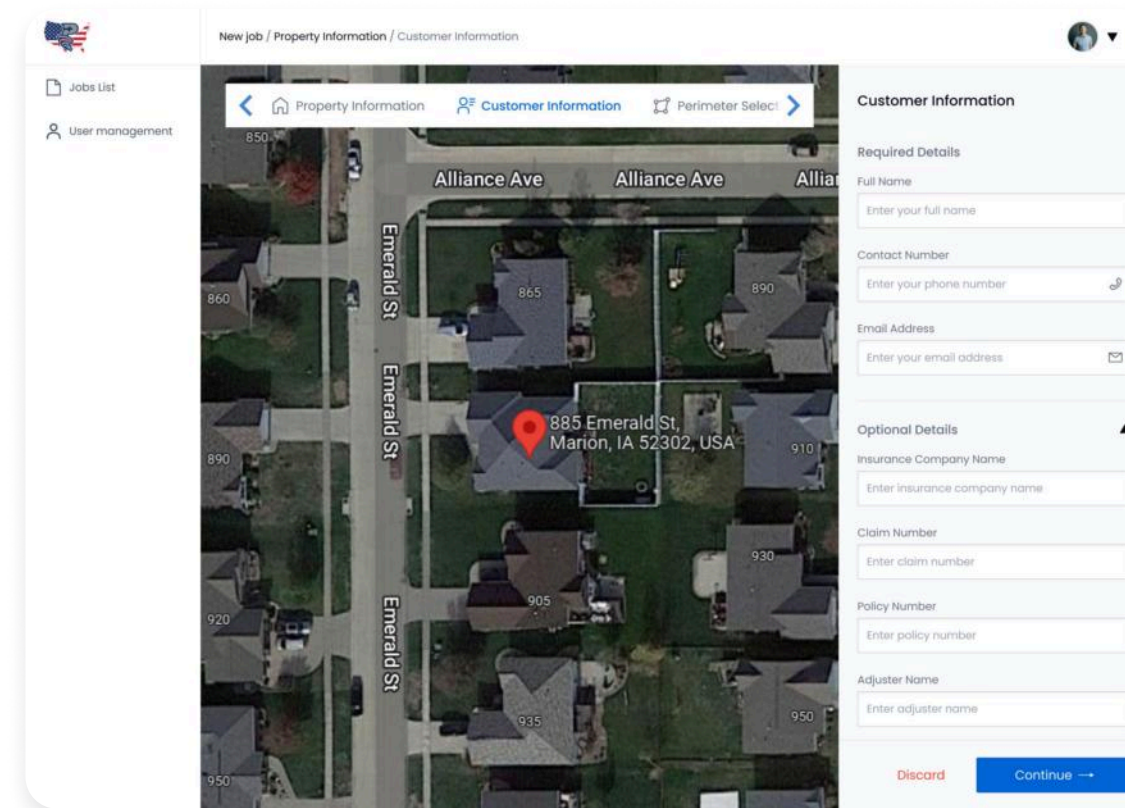 New job / Property Information / Customer Information
Jobs List
User management
Property Information
Customer Information
Perimeter Select
850
Alliance Ave
Alliance Ave
Allian
Emerald St
860
865
890
Emerald St
885 Emerald St,
Marion, IA 52302, USA
890
910
930
905
920
Emerald St
935
950
950
Customer Information
Required Details
Full Name
Enter your full name
Contact Number
Enter your phone number
Email Address
Enter your email address
Optional Details
Insurance Company Name
Enter insurance company name
Claim Number
Enter claim number
Policy Number
Enter policy number
Adjuster Name
Enter adjuster name
Discard
Continue →